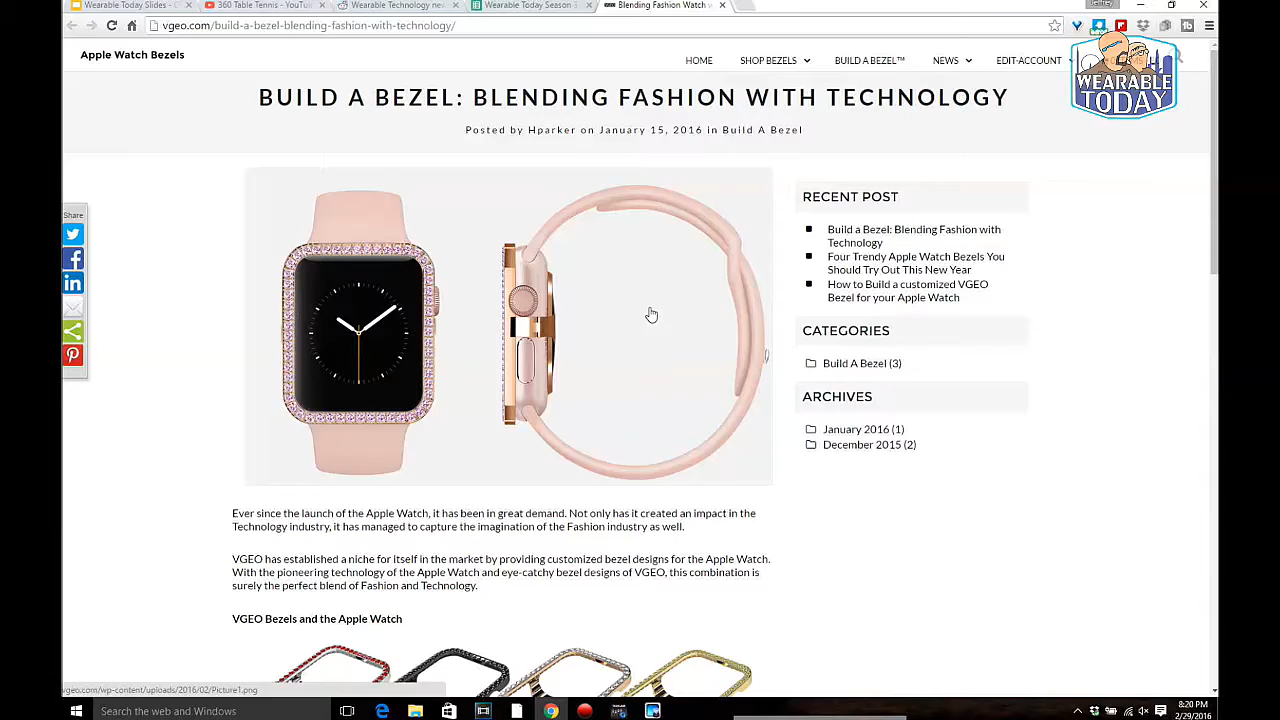 Wearable Today Slides - C
360 Table Tennis - YouTu
Wearable Technology nev
Wearable Today Season
Blending Fashion Watch
vgeo.com/build-a-bezel-blending-fashion-with-technology/
Apple Watch Bezels
HOME
SHOP BEZELS
BUILD A BEZEL™
NEWS
EDIT-ACCOUNT
WEARABLE
TODAY
BUILD A BEZEL: BLENDING FASHION WITH TECHNOLOGY
Posted by Hparker on January 15, 2016 in Build A Bezel
Share
RECENT POST
Build a Bezel: Blending Fashion with
Technology
Four Trendy Apple Watch Bezels You
Should Try Out This New Year
How to Build a customized VGEO
Bezel for your Apple Watch
CATEGORIES
Build A Bezel (3)
ARCHIVES
January 2016 (1)
December 2015 (2)
Ever since the launch of the Apple Watch, it has been in great demand. Not only has it created an impact in the
Technology industry, it has managed to capture the imagination of the Fashion industry as well.
VGEO has established a niche for itself in the market by providing customized bezel designs for the Apple Watch.
With the pioneering technology of the Apple Watch and eye-catchy bezel designs of VGEO, this combination is
surely the perfect blend of Fashion and Technology.
VGEO Bezels and the Apple Watch
vgeo.com/wp-content/uploads/2016/02/Picture1.png
Search the web and Windows
8:20 PM
2/29/2016